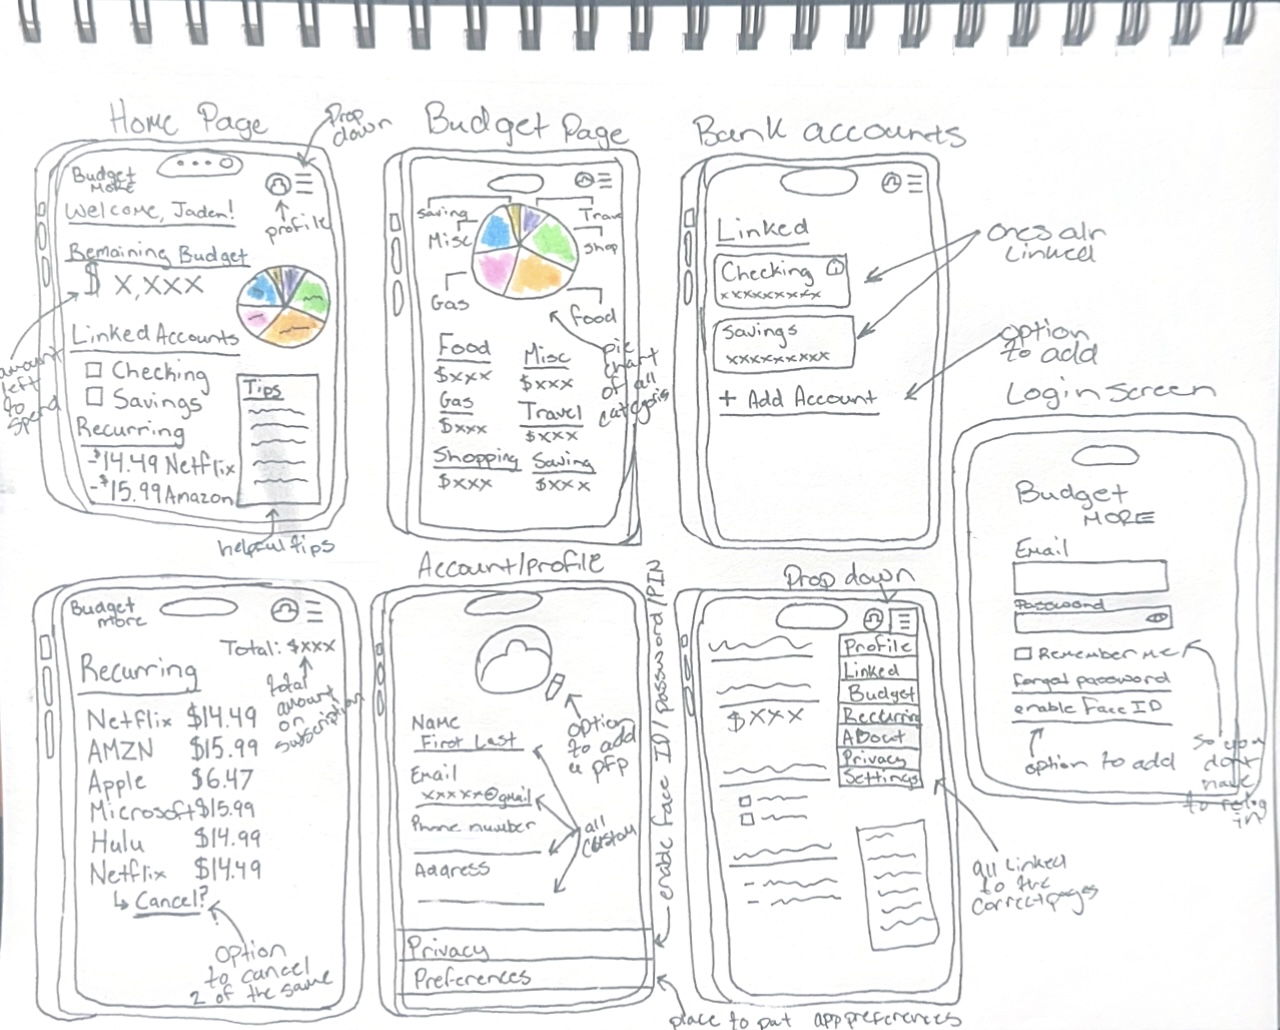 Home Page
Drop
down
Budget
MORE
Welcome, Jaden!
profile
Remaining Budget
$ X,XXX
amount
left
to
spend
Linked Accounts
Checking
Savings
Recurring
-$14.49 Netflix
-$15.99 Amazon
Tips
helpful tips
Budget Page
Saving
Misc
Gas
Travel
Shop
Food
pie
chart
of all
categories
Food
$xxx
Gas
$xxx
Shopping
$xxx
Misc
$xxx
Travel
$xxx
Saving
$xxx
Bank accounts
Linked
Checking
xxxxxxxxx
Savings
xxxxxxxxx
+ Add Account
Ones alr
Linked
option
to add
Login Screen
Budget
MORE
Email
Password
Remember me
forgot password
enable Face ID
option to add
so you
dont
have
to relog
in
Budget
more
Total: $xxx
Recurring
total
amount
on
subscription
Netflix $14.49
AMZN $15.99
Apple $6.47
Microsoft $15.99
Hulu $14.99
Netflix $14.49
↳ Cancel?
option
to cancel
2 of the same
Account/profile
option
to add
a pfp
Name
First Last
Email
xxxxx@gmail
Phone number
Address
all
custom
Privacy
Preferences
enable Face ID/password/PIN
place to put app preferences
Drop down
$XXX
Profile
Linked
Budget
Recurring
About
Privacy
Settings
all Linked
to the
correct pages